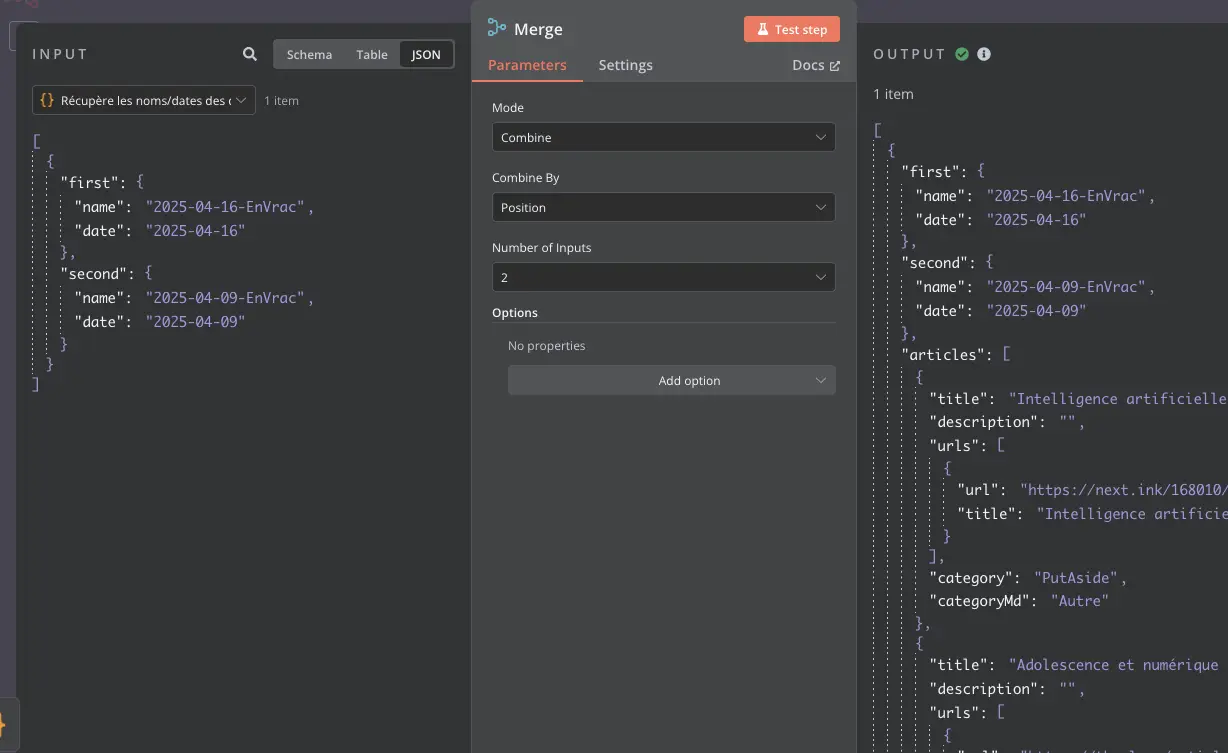 INPUT
Schema
Table
JSON
{} Récupère les noms/dates des
1 item
[
{
"first": {
"name": "2025-04-16-EnVrac",
"date": "2025-04-16"
},
"second": {
"name": "2025-04-09-EnVrac",
"date": "2025-04-09"
}
}
]
Merge
Test step
Parameters
Settings
Docs
Mode
Combine
Combine By
Position
Number of Inputs
2
Options
No properties
Add option
OUTPUT
1 item
[
{
"first": {
"name": "2025-04-16-EnVrac",
"date": "2025-04-16"
},
"second": {
"name": "2025-04-09-EnVrac",
"date": "2025-04-09"
},
"articles": [
{
"title": "Intelligence artificielle
"description": "",
"urls": [
{
"url": "https://next.ink/168010/
"title": "Intelligence artificie
}
],
"category": "PutAside",
"categoryMd": "Autre"
},
{
"title": "Adolescence et numérique
"description": "",
"urls": [
{